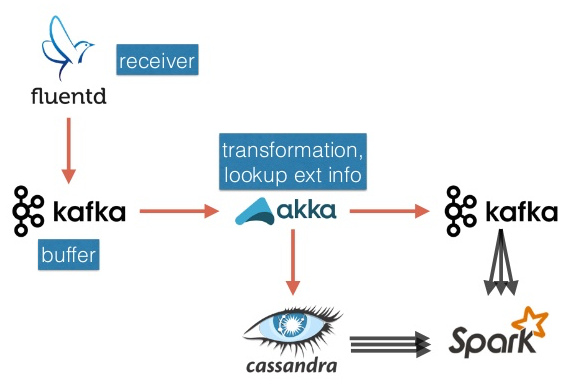 receiver
fluentd
transformation,
lookup ext info
kafka
akka
kafka
buffer
cassandra
Spark